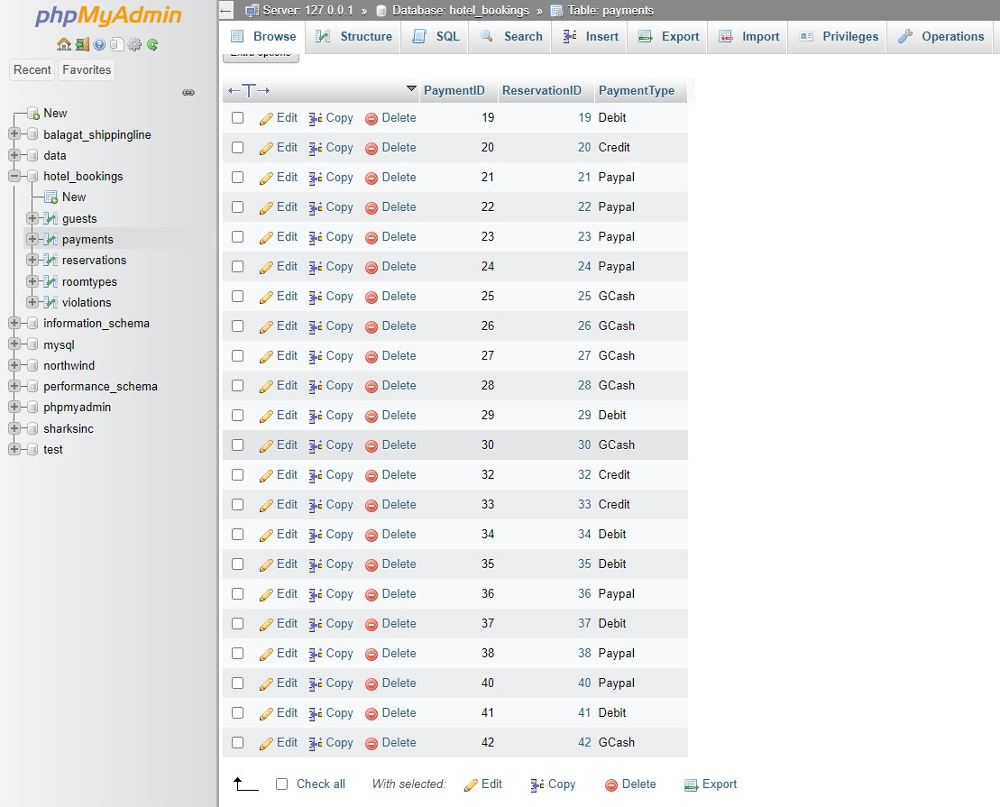 phpMyAdmin
Recent Favorites
New
balagat_shippingline
data
hotel_bookings
New
guests
payments
reservations
roomtypes
violations
information_schema
mysql
northwind
performance_schema
phpmyadmin
sharksinc
test
← Server: 127.0.0.1 » Database: hotel_bookings » Table: payments
Browse Structure SQL Search Insert Export Import Privileges Operations
Extra options
←T→ PaymentID ReservationID PaymentType
Edit Copy Delete 19 19 Debit
Edit Copy Delete 20 20 Credit
Edit Copy Delete 21 21 Paypal
Edit Copy Delete 22 22 Paypal
Edit Copy Delete 23 23 Paypal
Edit Copy Delete 24 24 Paypal
Edit Copy Delete 25 25 GCash
Edit Copy Delete 26 26 GCash
Edit Copy Delete 27 27 GCash
Edit Copy Delete 28 28 GCash
Edit Copy Delete 29 29 Debit
Edit Copy Delete 30 30 GCash
Edit Copy Delete 32 32 Credit
Edit Copy Delete 33 33 Credit
Edit Copy Delete 34 34 Debit
Edit Copy Delete 35 35 Debit
Edit Copy Delete 36 36 Paypal
Edit Copy Delete 37 37 Debit
Edit Copy Delete 38 38 Paypal
Edit Copy Delete 40 40 Paypal
Edit Copy Delete 41 41 Debit
Edit Copy Delete 42 42 GCash
Check all With selected: Edit Copy Delete Export